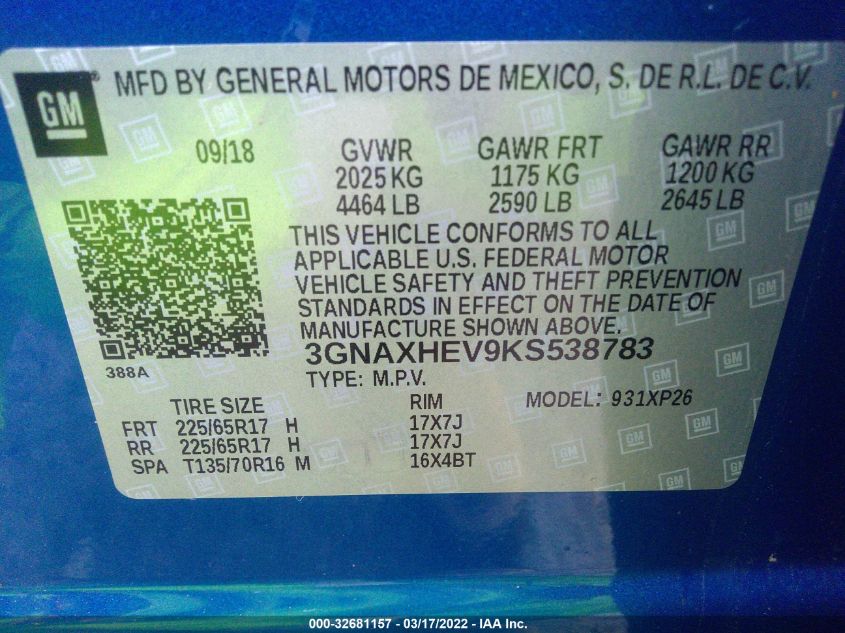 GM ® MFD BY GENERAL MOTORS DE MEXICO, S. DE R.L. DE C.V.
09/18 GVWR GAWR FRT GAWR RR
2025 KG 1175 KG 1200 KG
4464 LB 2590 LB 2645 LB
THIS VEHICLE CONFORMS TO ALL
APPLICABLE U.S. FEDERAL MOTOR
VEHICLE SAFETY AND THEFT PREVENTION
STANDARDS IN EFFECT ON THE DATE OF
MANUFACTURE SHOWN ABOVE.
3GNAXHEV9KS538783
388A
TYPE: M.P.V.
TIRE SIZE RIM MODEL: 931XP26
FRT 225/65R17 H 17X7J
RR 225/65R17 H 17X7J
SPA T135/70R16 M 16X4BT
000-32681157 - 03/17/2022 - IAA Inc.